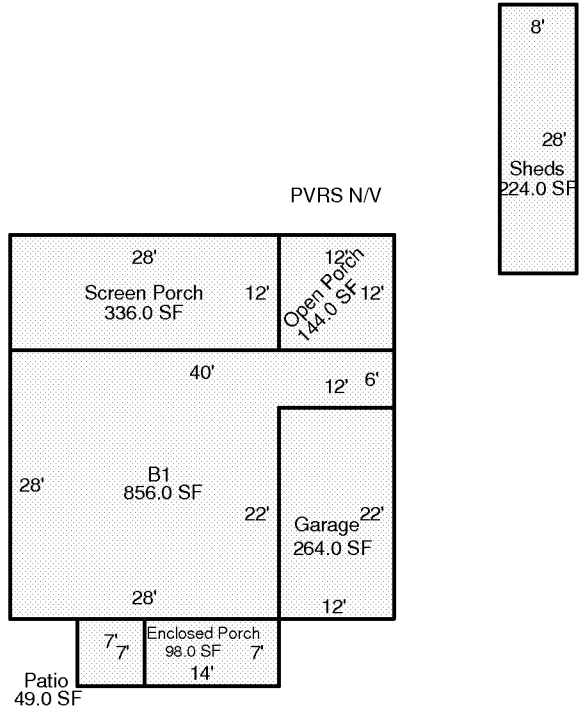 8'
28'
Sheds
224.0 SF
PVRS N/V
28'
12'
Screen Porch
336.0 SF
12'
Open Porch
144.0 SF
12'
40'
12'
6'
B1
856.0 SF
28'
22'
Garage
264.0 SF
22'
28'
12'
7'
7'
Enclosed Porch
98.0 SF
7'
14'
Patio
49.0 SF